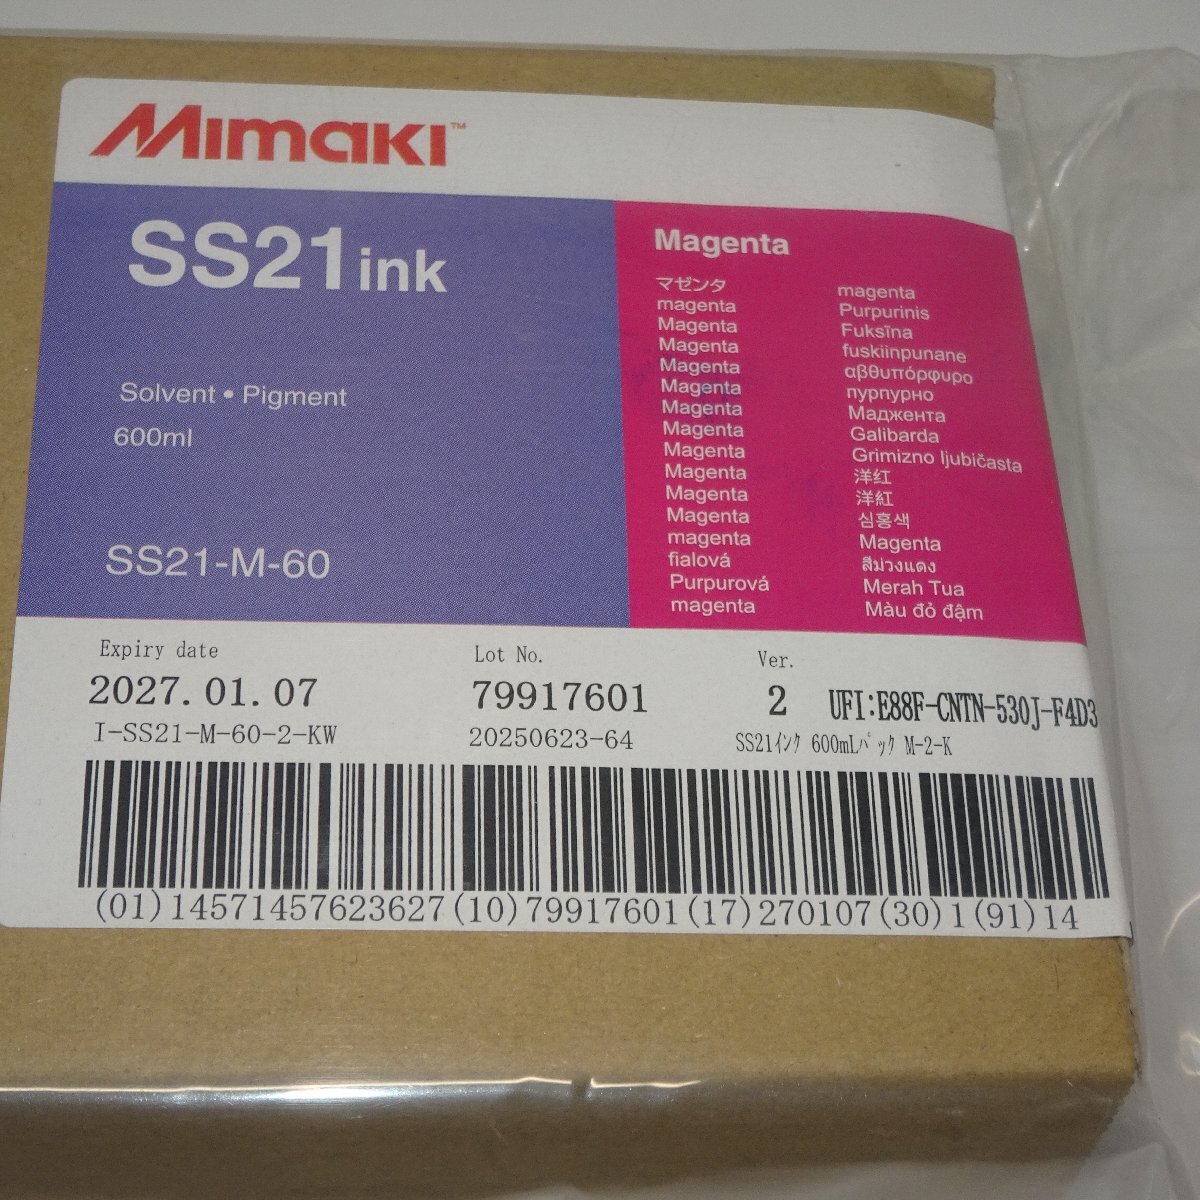 Mimaki™
SS21 ink
Solvent • Pigment
600ml
SS21-M-60
Magenta
マゼンタ
magenta
Magenta
Magenta
Magenta
Magenta
Magenta
Magenta
Magenta
Magenta
Magenta
Magenta
magenta
fialová
Purpurová
magenta
magenta
Purpurinis
Fuksīna
fuskiinpunane
αβθυπόρφυρο
пурпурно
Маджента
Galibarda
Grimizno ljubičasta
洋红
洋紅
심홍색
Magenta
สีม่วงแดง
Merah Tua
Màu đỏ đậm
Expiry date
2027.01.07
I-SS21-M-60-2-KW
Lot No.
79917601
20250623-64
Ver.
2
UFI:E88F-CNTN-530J-F4D3
SS21ｲﾝｸ 600mLﾊﾟｯｸ M-2-K
(01)14571457623627(10)79917601(17)270107(30)1(91)14